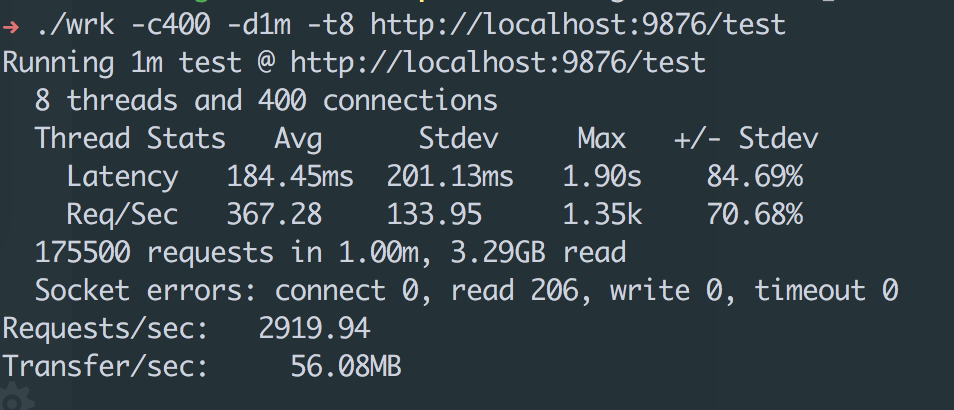 → ./wrk -c400 -d1m -t8 http://localhost:9876/test
Running 1m test @ http://localhost:9876/test
  8 threads and 400 connections
  Thread Stats   Avg      Stdev     Max   +/- Stdev
    Latency   184.45ms  201.13ms   1.90s    84.69%
    Req/Sec   367.28    133.95     1.35k    70.68%
  175500 requests in 1.00m, 3.29GB read
  Socket errors: connect 0, read 206, write 0, timeout 0
Requests/sec:   2919.94
Transfer/sec:     56.08MB